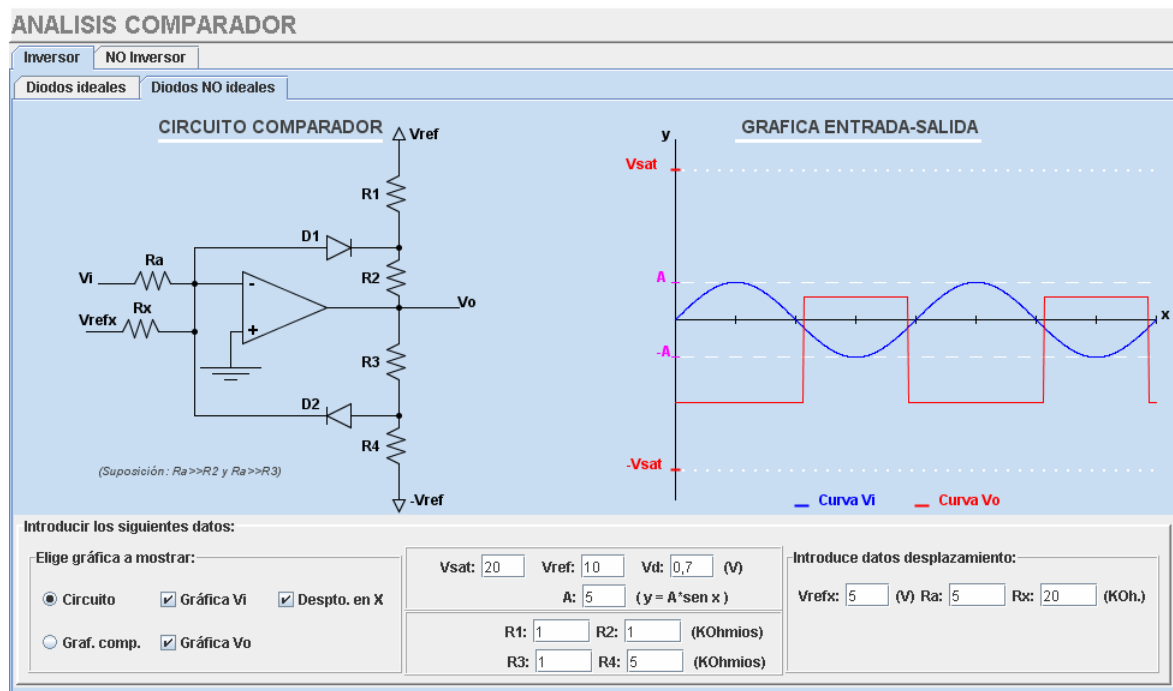 ANALISIS COMPARADOR
Inversor NO Inversor
Diodos ideales Diodos NO ideales
CIRCUITO COMPARADOR
Vref
R1
D1
Ra
Vi
R2
Rx
Vrefx
-
+
Vo
R3
D2
R4
(Suposición: Ra>>R2 y Ra>>R3)
-Vref
GRAFICA ENTRADA-SALIDA
y
Vsat
A
x
-A
-Vsat
Curva Vi Curva Vo
Introducir los siguientes datos:
Elige gráfica a mostrar:
Circuito Gráfica Vi Despto. en X
Graf. comp. Gráfica Vo
Vsat: 20 Vref: 10 Vd: 0,7 (V)
A: 5 ( y = A*sen x )
R1: 1 R2: 1 (KOhmios)
R3: 1 R4: 5 (KOhmios)
Introduce datos desplazamiento:
Vrefx: 5 (V) Ra: 5 Rx: 20 (KOh.)